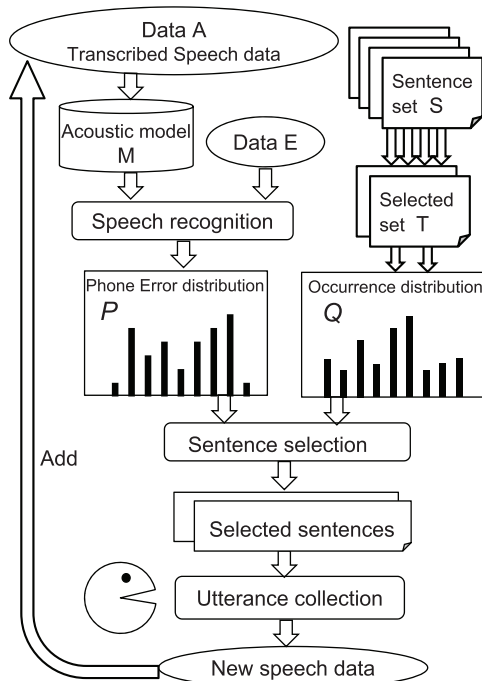 Data A
Transcribed Speech data
Acoustic model
M
Data E
Sentence
set S
Selected
set T
Speech recognition
Phone Error distribution
P
Occurrence distribution
Q
Sentence selection
Add
Selected sentences
Utterance collection
New speech data